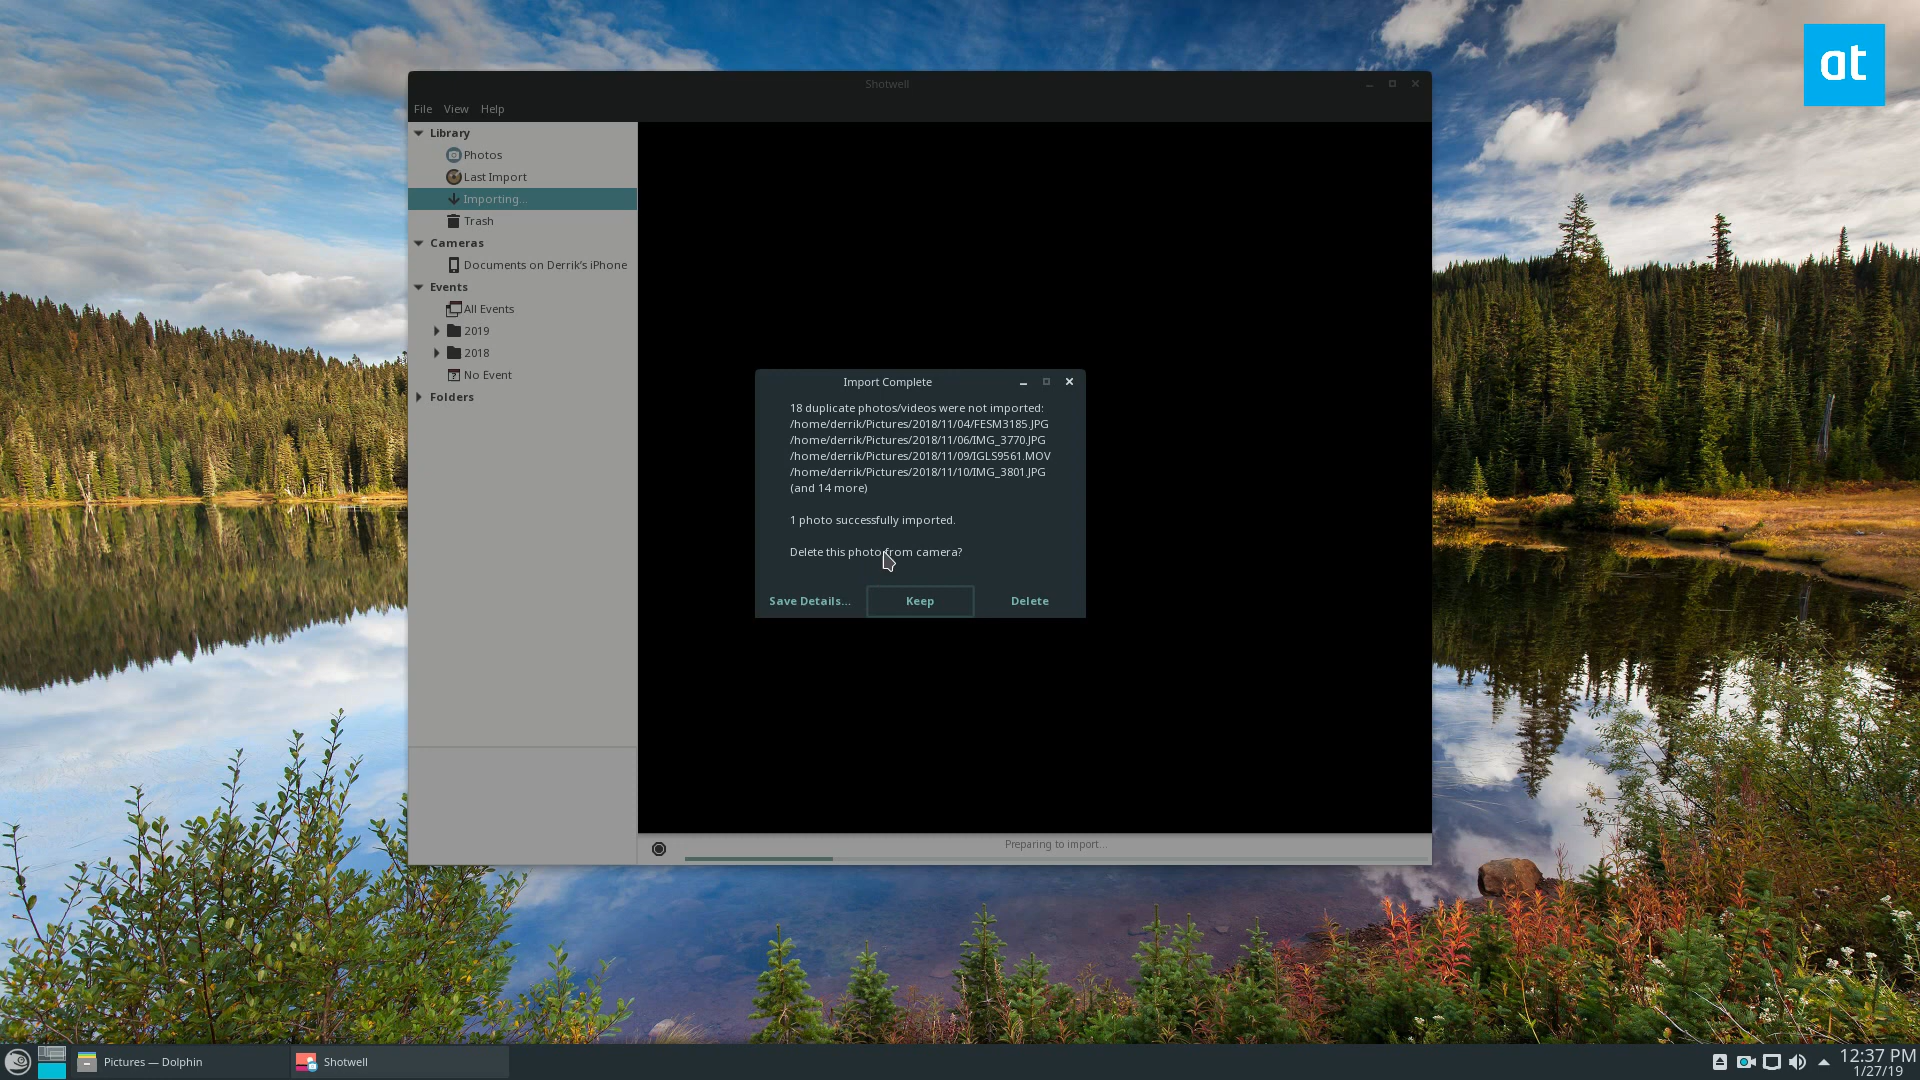 at
Shotwell
File View Help
Library
Photos
Last Import
Importing...
Trash
Cameras
Documents on Derrik's iPhone
Events
All Events
2019
2018
No Event
Folders
Import Complete
18 duplicate photos/videos were not imported:
/home/derrik/Pictures/2018/11/04/FESM3185.JPG
/home/derrik/Pictures/2018/11/06/IMG_3770.JPG
/home/derrik/Pictures/2018/11/09/IGLS9561.MOV
/home/derrik/Pictures/2018/11/10/IMG_3801.JPG
(and 14 more)
1 photo successfully imported.
Delete this photo from camera?
Save Details... Keep Delete
Preparing to import...
Pictures — Dolphin
Shotwell
12:37 PM
1/27/19